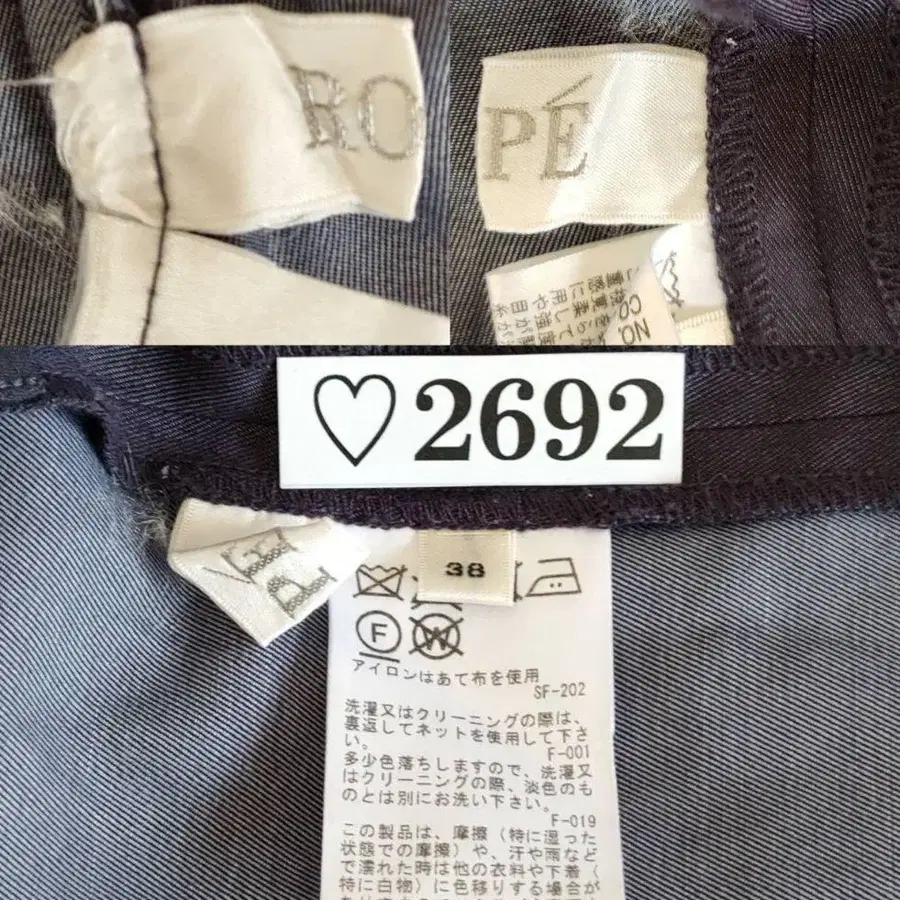 RO
PÉ
♡2692
PÉ
38
F
W
アイロンはあて布を使用
SF-202
洗濯又はクリーニングの際は、
裏返してネットを使用して下さ
い。
F-001
多少色落ちしますので、洗濯又
はクリーニングの際、淡色のも
のとは別にお洗い下さい。
F-019
この製品は、摩擦（特に湿った
状態での摩擦）や、汗や雨など
で濡れた時は他の衣料や下着（
特に白物）に色移りする場合が